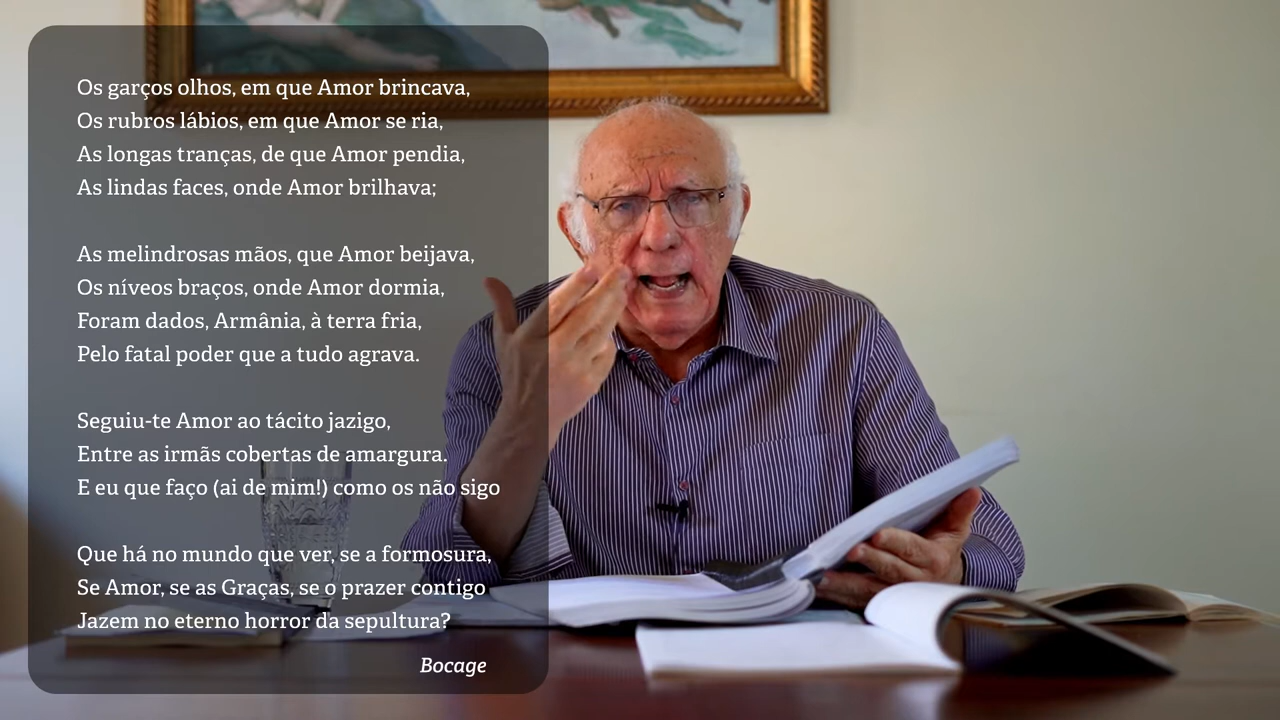 Os garços olhos, em que Amor brincava,
Os rubros lábios, em que Amor se ria,
As longas tranças, de que Amor pendia,
As lindas faces, onde Amor brilhava;
As melindrosas mãos, que Amor beijava,
Os níveos braços, onde Amor dormia,
Foram dados, Armânia, à terra fria,
Pelo fatal poder que a tudo agrava.
Seguiu-te Amor ao tácito jazigo,
Entre as irmãs cobertas de amargura.
E eu que faço (ai de mim!) como os não sigo
Que há no mundo que ver, se a formosura,
Se Amor, se as Graças, se o prazer contigo
Jazem no eterno horror da sepultura?
Bocage